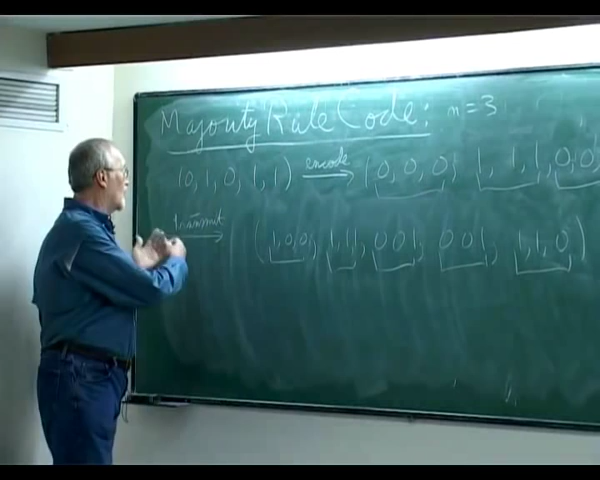 Majority Rule Code: n = 3
(0, 1, 0, 1, 1) encode → (0, 0, 0; 1, 1, 1, 0, 0,
transmit → (1, 0, 0; 1, 1, 1; 0 0 1; 0 0 1; 1, 1, 0)